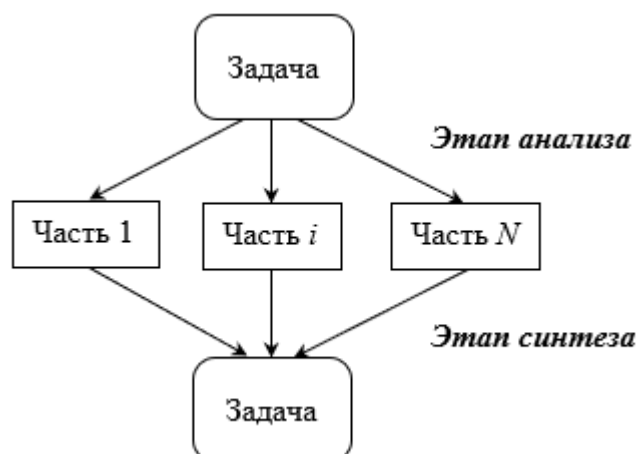 Задача
Этап анализа
Часть 1
Часть i
Часть N
Этап синтеза
Задача